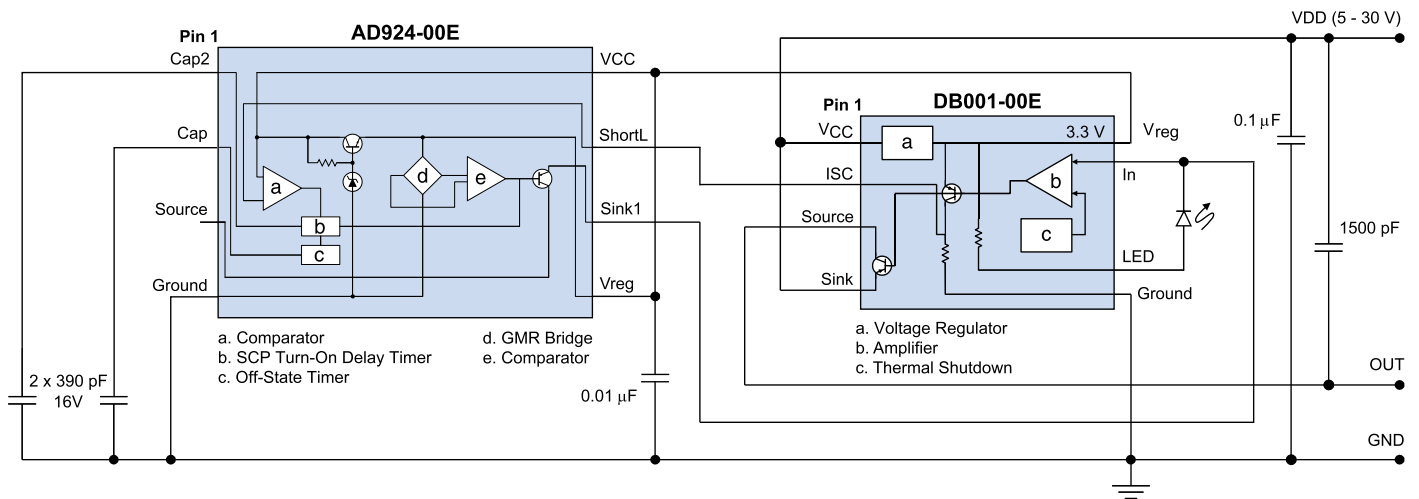 VDD (5 - 30 V)
AD924-00E
Pin 1
Cap2
VCC
Cap
ShortL
Source
Sink1
Ground
Vreg
a
b
c
d
e
a. Comparator
b. SCP Turn-On Delay Timer
c. Off-State Timer
d. GMR Bridge
e. Comparator
2 x 390 pF
16V
0.01 μF
DB001-00E
Pin 1
VCC
a
3.3 V
Vreg
ISC
b
In
Source
c
LED
Sink
Ground
a. Voltage Regulator
b. Amplifier
c. Thermal Shutdown
0.1 μF
1500 pF
OUT
GND